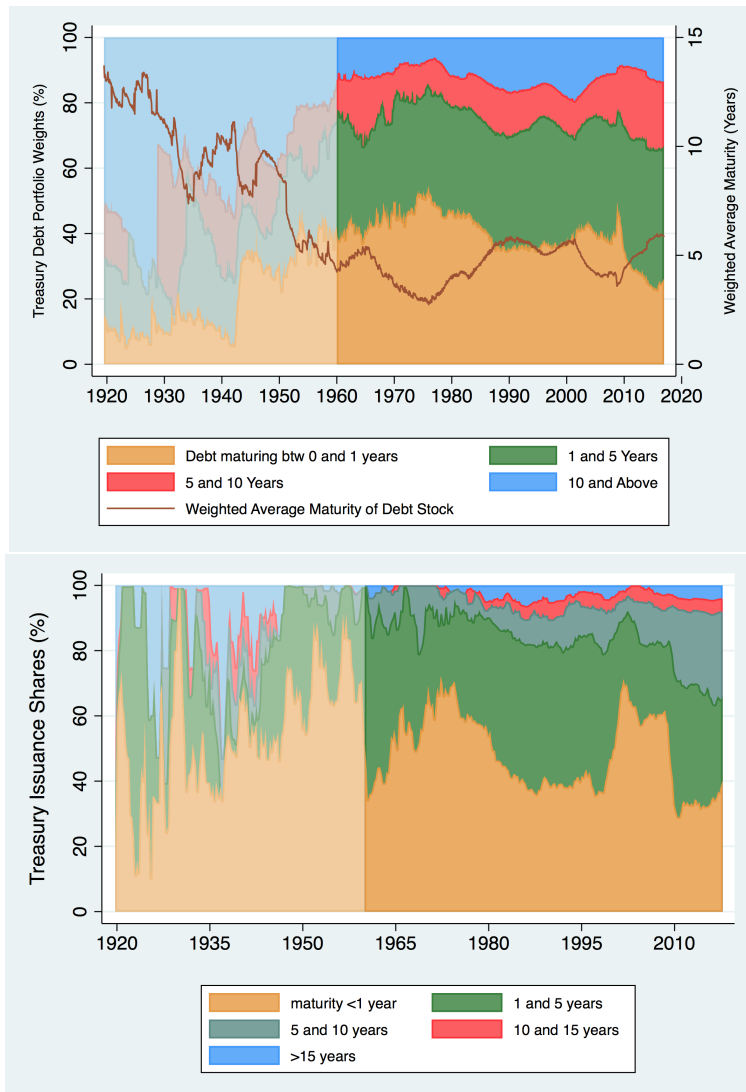 Treasury Debt Portfolio Weights (%)
100
80
60
40
20
0
15
10
5
0
Weighted Average Maturity (Years)
1920 1930 1940 1950 1960 1970 1980 1990 2000 2010 2020
Debt maturing btw 0 and 1 years 1 and 5 Years
5 and 10 Years 10 and Above
Weighted Average Maturity of Debt Stock
Treasury Issuance Shares (%)
100
80
60
40
20
0
1920 1935 1950 1965 1980 1995 2010
maturity <1 year 1 and 5 years
5 and 10 years 10 and 15 years
>15 years